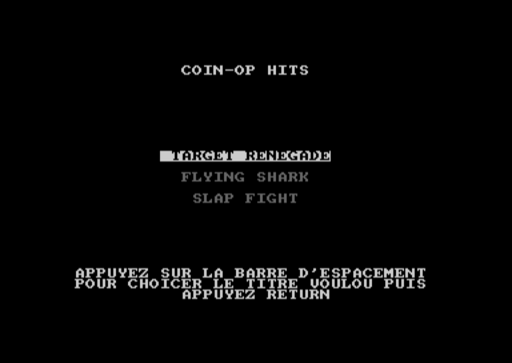 COIN-OP HITS
TARGET RENEGADE
FLYING SHARK
SLAP FIGHT
APPUYEZ SUR LA BARRE D'ESPACEMENT
POUR CHOICER LE TITRE VOULOU PUIS
APPUYEZ RETURN